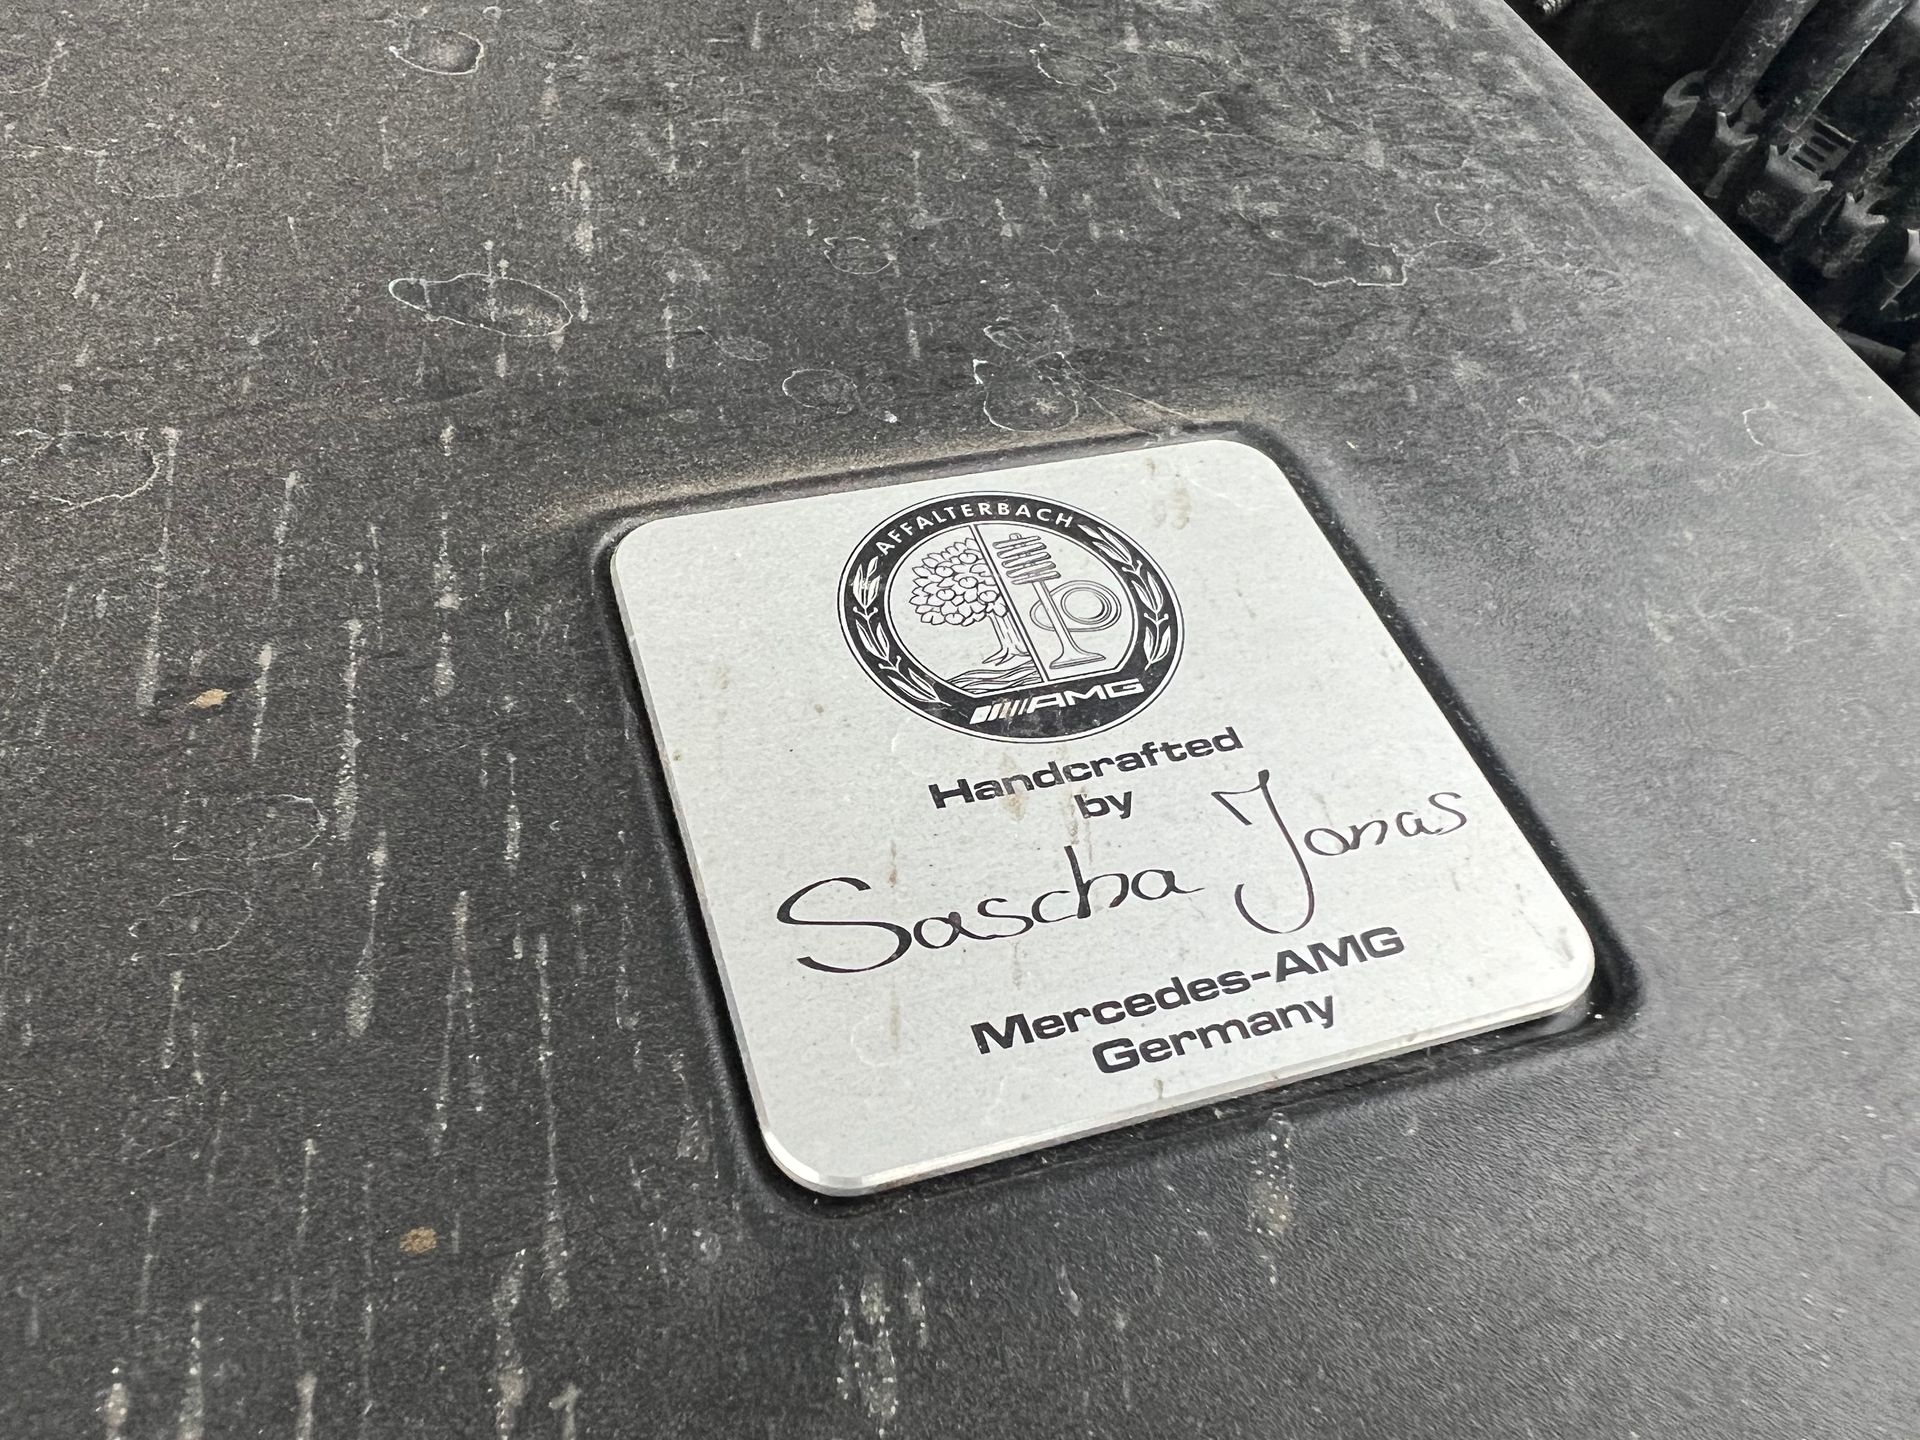 AFFALTERBACH
AMG
Handcrafted
by
Sascha Jonas
Mercedes-AMG
Germany